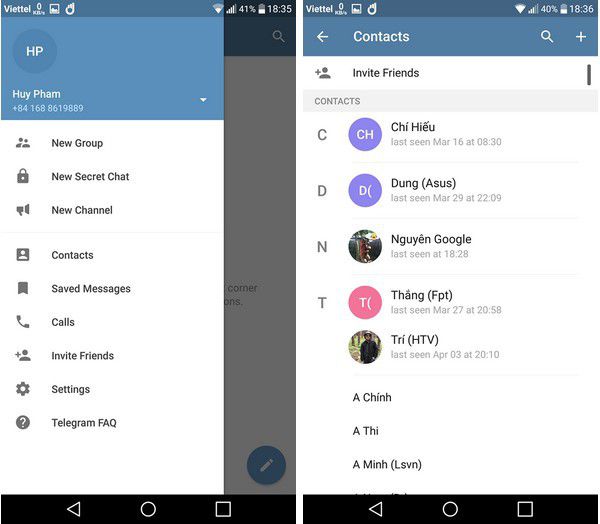 Viettel 0 KB/s 41% 18:35
HP
Huy Pham
+84 168 8619889
New Group
New Secret Chat
New Channel
Contacts
Saved Messages
Calls
Invite Friends
Settings
Telegram FAQ
corner
ons.
Viettel 0 KB/s 40% 18:36
Contacts
Invite Friends
CONTACTS
C
CH
Chí Hiếu
last seen Mar 16 at 08:30
D
D(
Dung (Asus)
last seen Mar 29 at 22:09
N
Nguyên Google
last seen at 18:28
T
T(
Thắng (Fpt)
last seen Mar 27 at 20:58
Trí (HTV)
last seen Apr 03 at 20:10
A Chính
A Thi
A Minh (Lsvn)